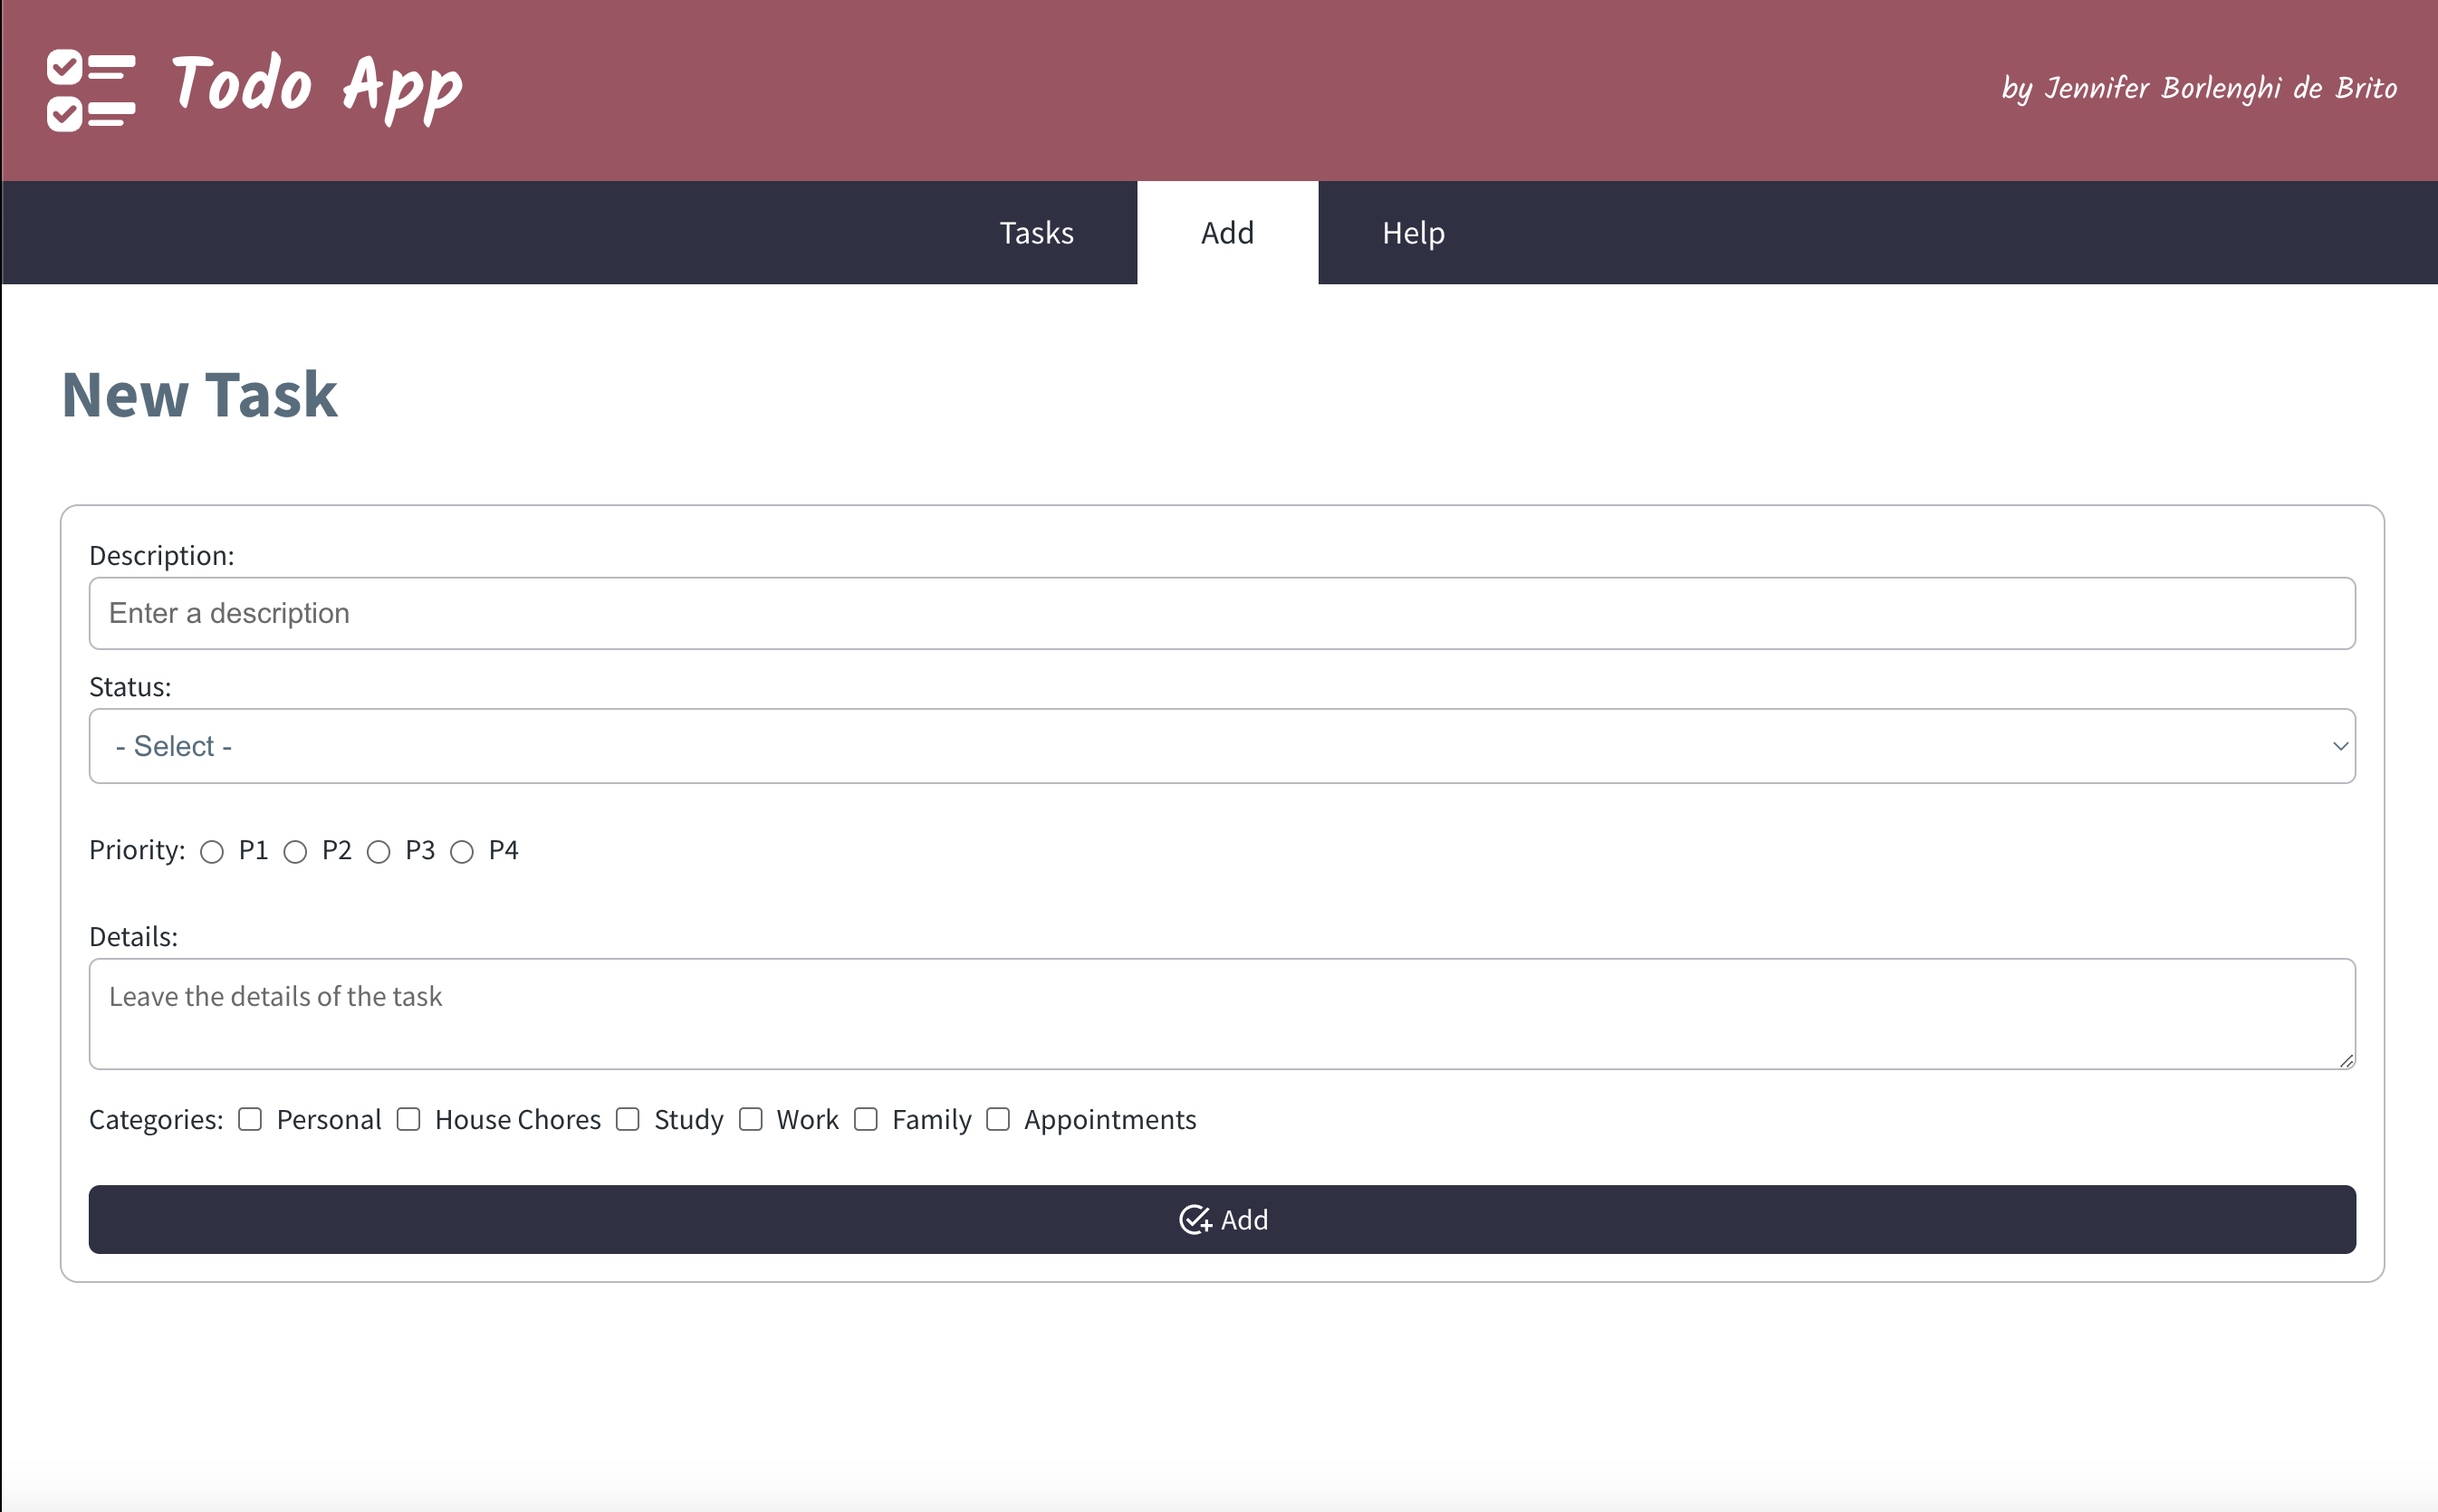 Todo App
by Jennifer Borlenghi de Brito
Tasks Add Help
New Task
Description:
Enter a description
Status:
- Select -
Priority: P1 P2 P3 P4
Details:
Leave the details of the task
Categories: Personal House Chores Study Work Family Appointments
Add